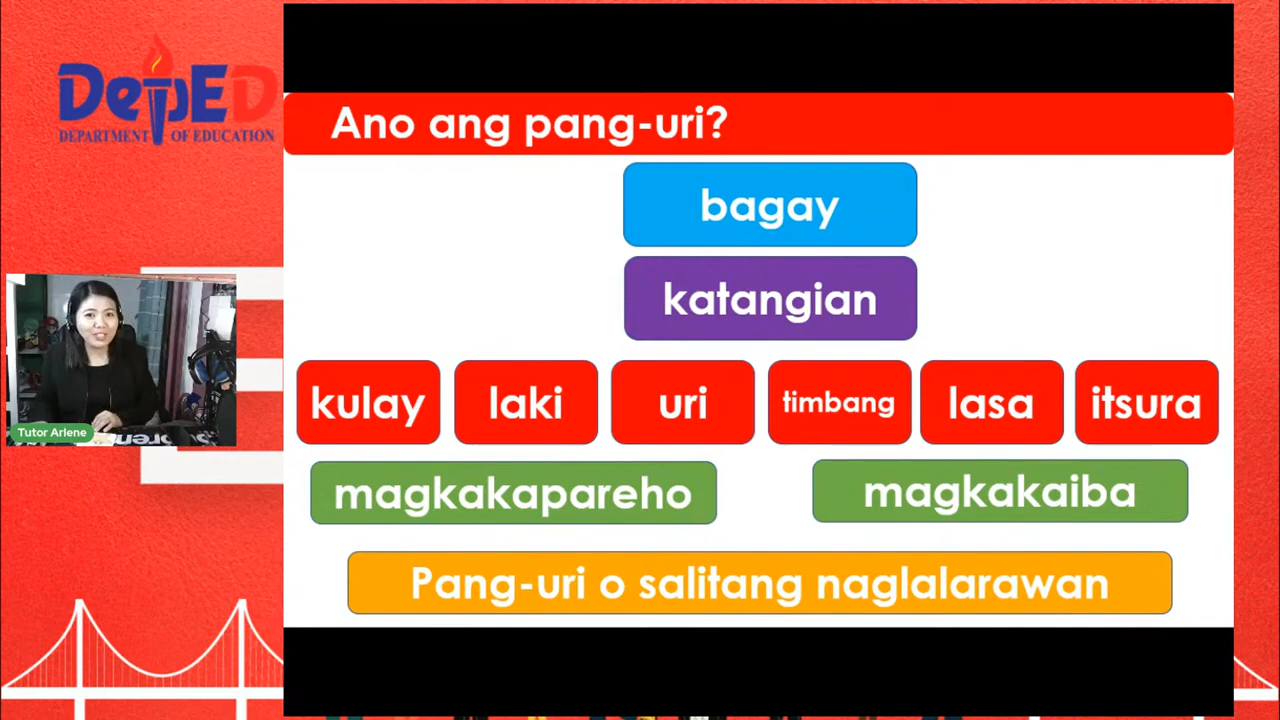 DepED
DEPARTMENT OF EDUCATION
Ano ang pang-uri?
bagay
katangian
kulay laki uri timbang lasa itsura
magkakapareho magkakaiba
Pang-uri o salitang naglalarawan
Tutor Arlene